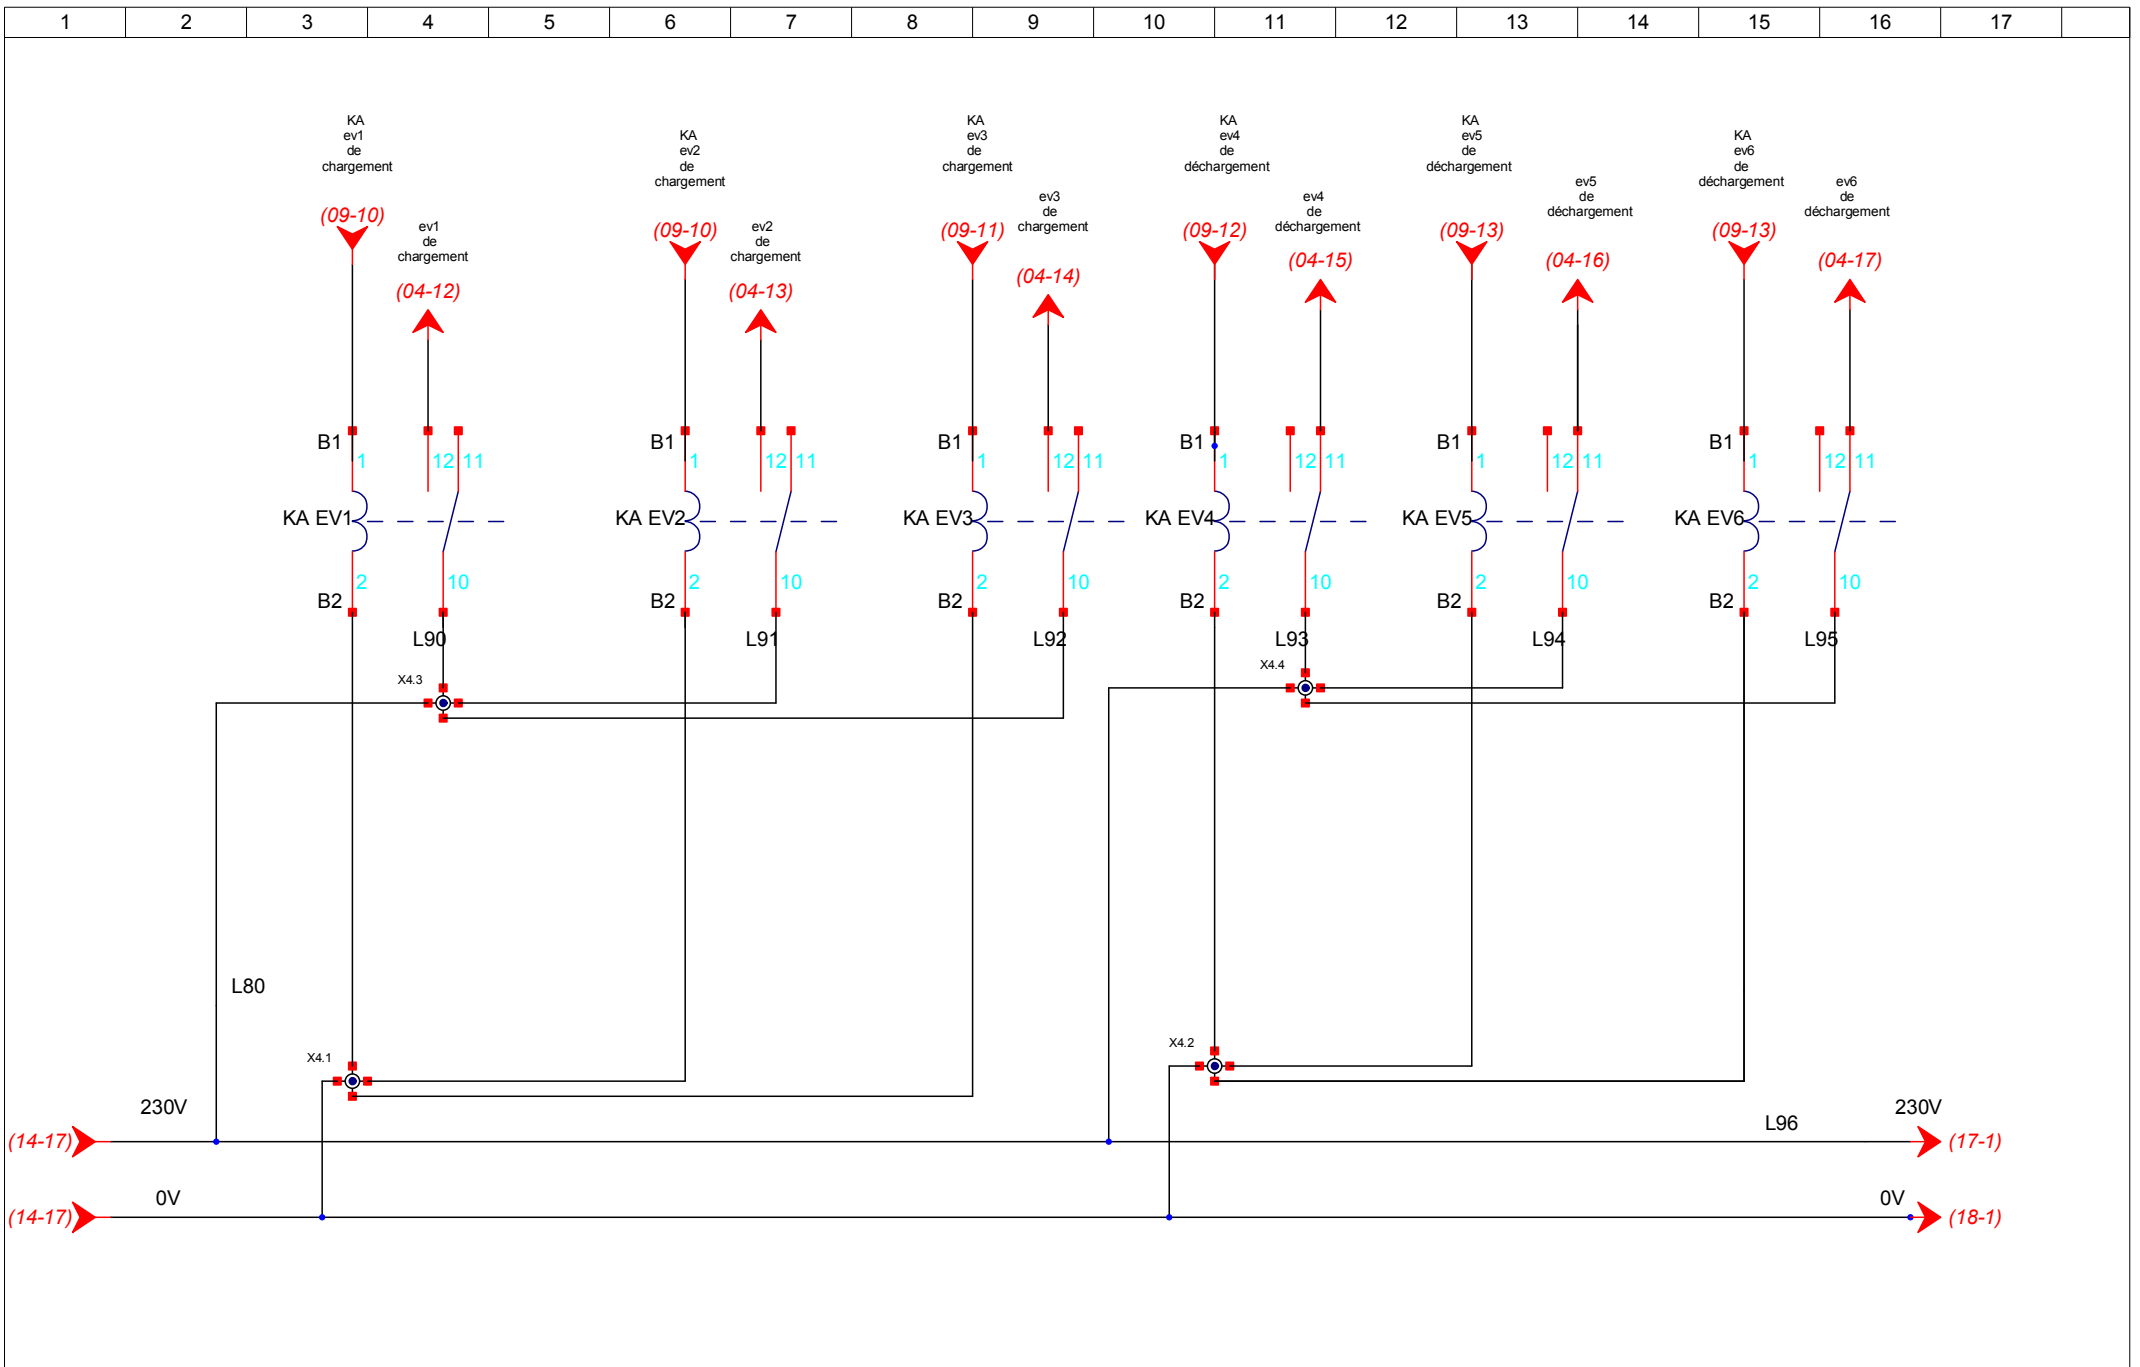 1 2 3 4 5 6 7 8 9 10 11 12 13 14 15 16 17
KA
ev1
de
chargement
(09-10)
ev1
de
chargement
(04-12)
KA
ev2
de
chargement
(09-10)
ev2
de
chargement
(04-13)
KA
ev3
de
chargement
(09-11)
ev3
de
chargement
(04-14)
KA
ev4
de
déchargement
(09-12)
ev4
de
déchargement
(04-15)
KA
ev5
de
déchargement
(09-13)
ev5
de
déchargement
(04-16)
KA
ev6
de
déchargement
(09-13)
ev6
de
déchargement
(04-17)
B1 B1 B1 B1 B1 B1
1 12 11 1 12 11 1 12 11 1 12 11 1 12 11 1 12 11
KA EV1 KA EV2 KA EV3 KA EV4 KA EV5 KA EV6
2 10 2 10 2 10 2 10 2 10 2 10
B2 B2 B2 B2 B2 B2
L90 L91 L92 L93 L94 L95
X4.3 X4.4
L80
X4.1 X4.2
230V L96 230V
(14-17) (17-1)
0V 0V
(14-17) (18-1)